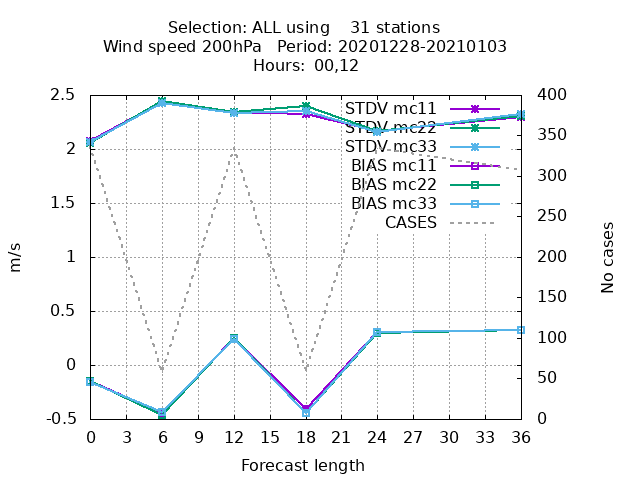 Selection: ALL using    31 stations
Wind speed 200hPa   Period: 20201228-20210103
Hours:  00,12
2.5
2
1.5
1
0.5
0
-0.5
m/s
400
350
300
250
200
150
100
50
0
No cases
STDV mc11
STDV mc22
STDV mc33
BIAS mc11
BIAS mc22
BIAS mc33
CASES
0 3 6 9 12 15 18 21 24 27 30 33 36
Forecast length